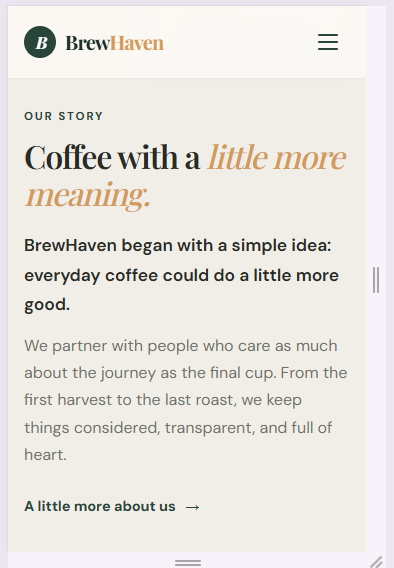 B BrewHaven
OUR STORY
Coffee with a little more
meaning.
BrewHaven began with a simple idea:
everyday coffee could do a little more
good.
We partner with people who care as much
about the journey as the final cup. From the
first harvest to the last roast, we keep
things considered, transparent, and full of
heart.
A little more about us →